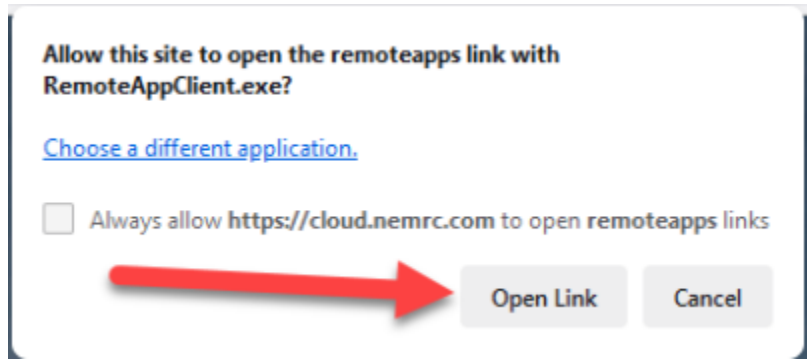 Allow this site to open the remoteapps link with
RemoteAppClient.exe?
Choose a different application.
Always allow https://cloud.nemrc.com to open remoteapps links
Open Link Cancel